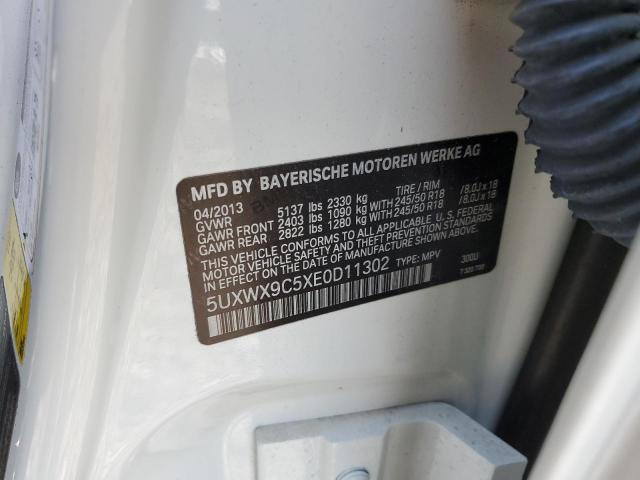 MFD BY BAYERISCHE MOTOREN WERKE AG
04/2013 TIRE / RIM
GVWR 5137 lbs 2330 kg
GAWR FRONT 2403 lbs 1090 kg 245/50 R18 / 8.0J x 18
GAWR REAR 2822 lbs 1280 kg 245/50 R18 / 8.0J x 18
THIS VEHICLE CONFORMS TO ALL APPLICABLE U.S. FEDERAL
MOTOR VEHICLE SAFETY, BUMPER, AND THEFT PREVENTION
STANDARDS IN EFFECT ON THE DATE OF MANUFACTURE SHOWN ABOVE.
5UXWX9C5XE0D11302 TYPE: MPV 300U